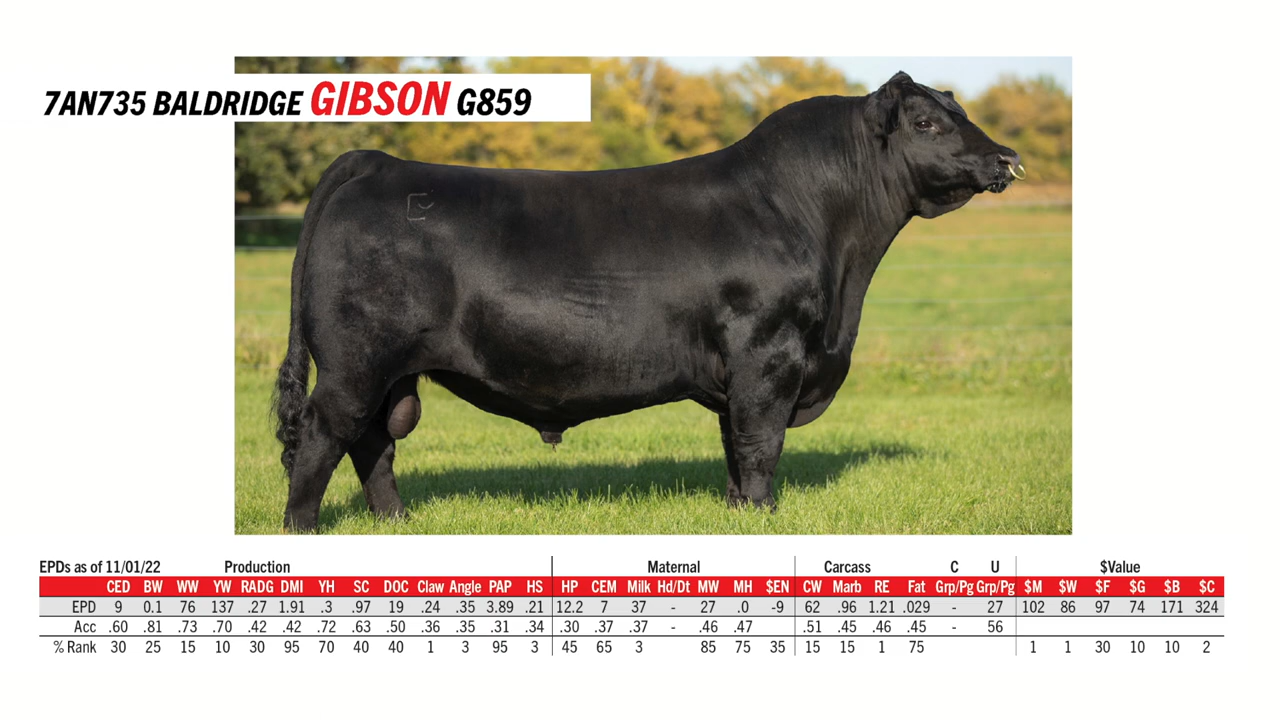 7AN735 BALDRIDGE GIBSON G859
EPDs as of 11/01/22 Production Maternal Carcass C U $Value
CED BW WW YW RADG DMI YH SC DOC Claw Angle PAP HS HP CEM Milk Hd/Dt MW MH $EN CW Marb RE Fat Grp/Pg Grp/Pg $M $W $F $G $B $C
EPD 9 0.1 76 137 .27 1.91 .3 .97 19 .24 .35 3.89 .21 12.2 7 37 - 27 .0 -9 62 .96 1.21 .029 - 27 102 86 97 74 171 324
Acc .60 .81 .73 .70 .42 .42 .72 .63 .50 .36 .35 .31 .34 .30 .37 .37 - .46 .47 .51 .45 .46 .45 - 56
% Rank 30 25 15 10 30 95 70 40 40 1 3 95 3 45 65 3 85 75 35 15 15 1 75 1 1 30 10 10 2